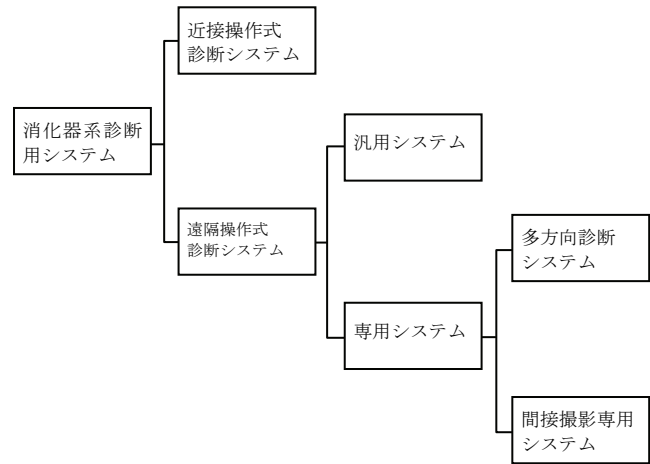 近接操作式
診断システム
消化器系診断
用システム
汎用システム
遠隔操作式
診断システム
多方向診断
システム
専用システム
間接撮影専用
システム